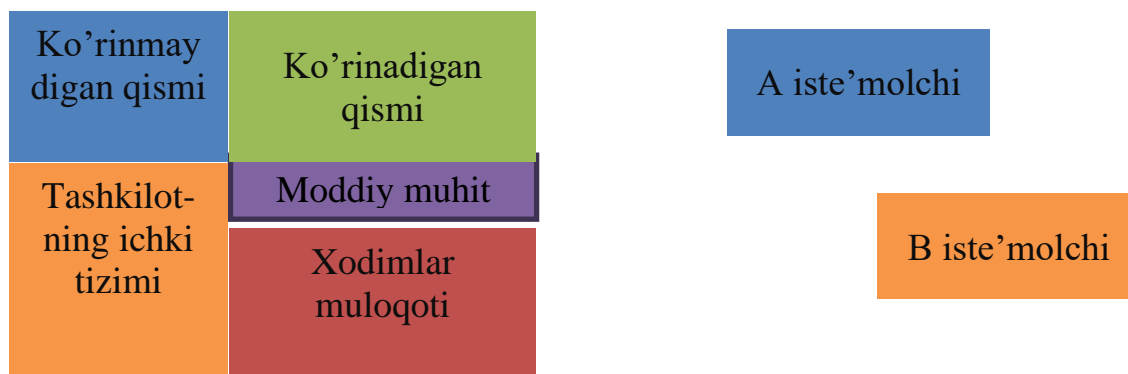 Ko’rinmay
digan qismi
Ko’rinadigan
qismi
Tashkilot-
ning ichki
tizimi
Moddiy muhit
Xodimlar
muloqoti
A iste’molchi
B iste’molchi